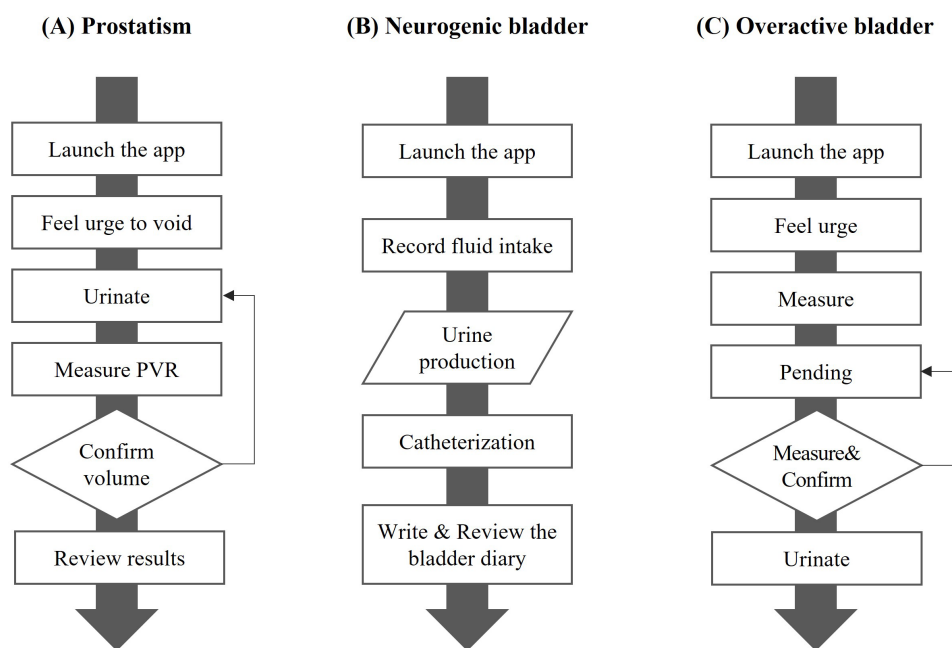 (A) Prostatism
Launch the app
Feel urge to void
Urinate
Measure PVR
Confirm
volume
Review results
(B) Neurogenic bladder
Launch the app
Record fluid intake
Urine
production
Catheterization
Write & Review the
bladder diary
(C) Overactive bladder
Launch the app
Feel urge
Measure
Pending
Measure&
Confirm
Urinate